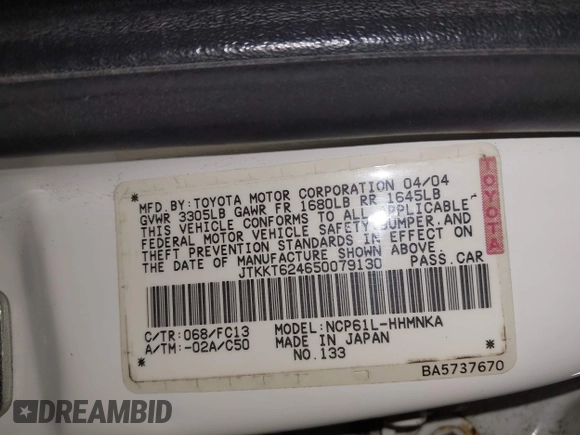 MFD.BY:TOYOTA MOTOR CORPORATION 04/04
GVWR 3305LB GAWR FR 1680LB RR 1645LB
THIS VEHICLE CONFORMS TO ALL APPLICABLE
FEDERAL MOTOR VEHICLE SAFETY,BUMPER,AND
THEFT PREVENTION STANDARDS IN EFFECT ON
THE DATE OF MANUFACTURE SHOWN ABOVE.
JTKKT624650079130 PASS.CAR
TOYOTA
C/TR:068/FC13 MODEL:NCP61L-HHMNKA
A/TM:-02A/C50 MADE IN JAPAN
NO.133
BA5737670
DREAMBID